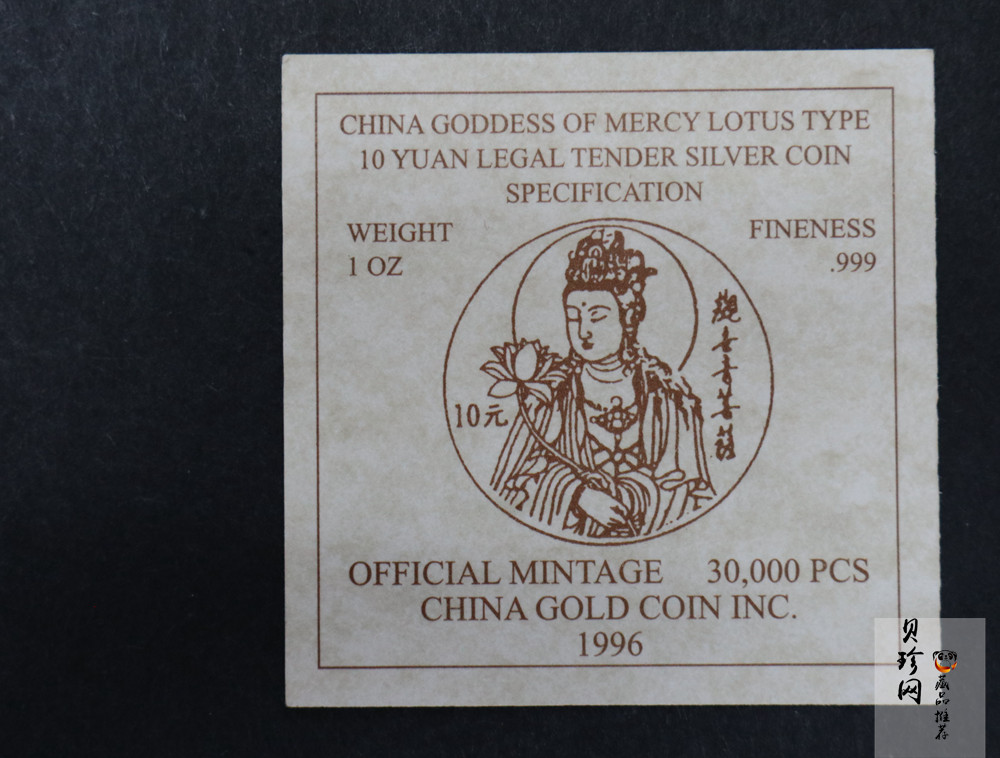 CHINA GODDESS OF MERCY LOTUS TYPE
10 YUAN LEGAL TENDER SILVER COIN
SPECIFICATION
WEIGHT
1 OZ
FINENESS
.999
觀世音菩薩
10元
OFFICIAL MINTAGE 30,000 PCS
CHINA GOLD COIN INC.
1996
贝珍网
藏品推荐